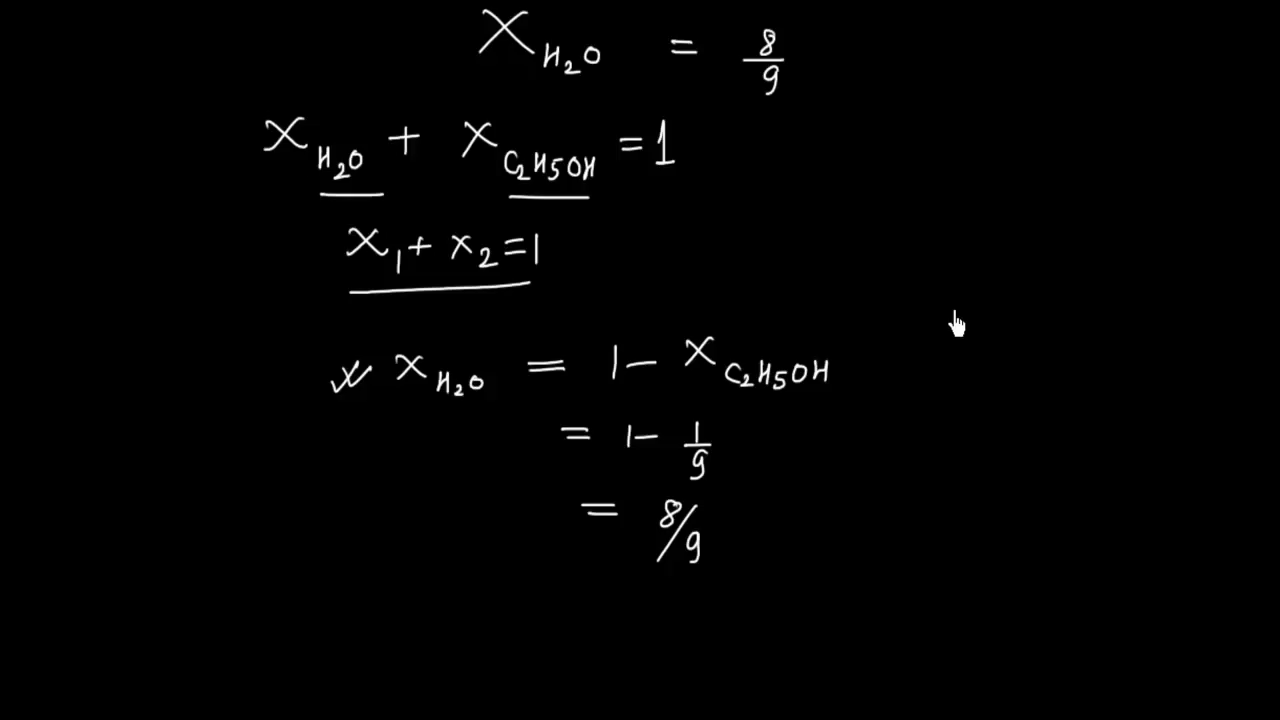 X H₂O = 8/9
X H₂O + X C₂H₅OH = 1
X₁ + X₂ = 1
X H₂O = 1 - X C₂H₅OH
= 1 - 1/9
= 8/9